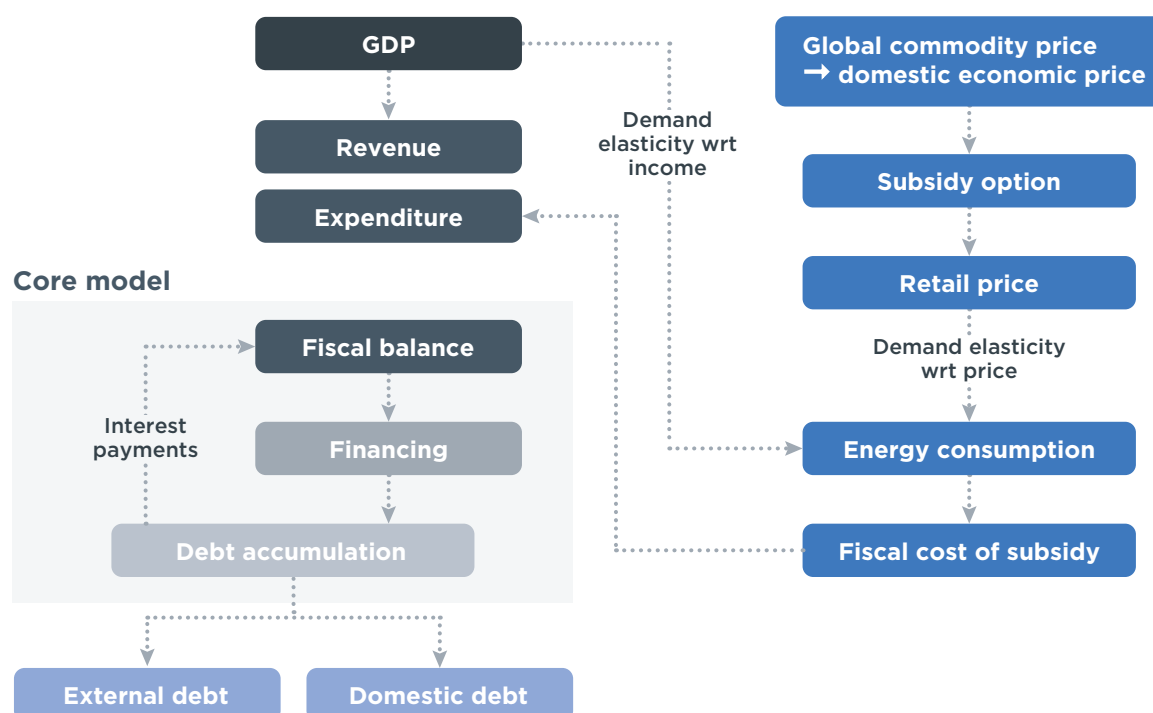 GDP
Global commodity price
→ domestic economic price
Demand
elasticity wrt
income
Revenue
Subsidy option
Expenditure
Core model
Retail price
Fiscal balance
Demand elasticity
wrt price
Interest
payments
Financing
Energy consumption
Debt accumulation
Fiscal cost of subsidy
External debt
Domestic debt